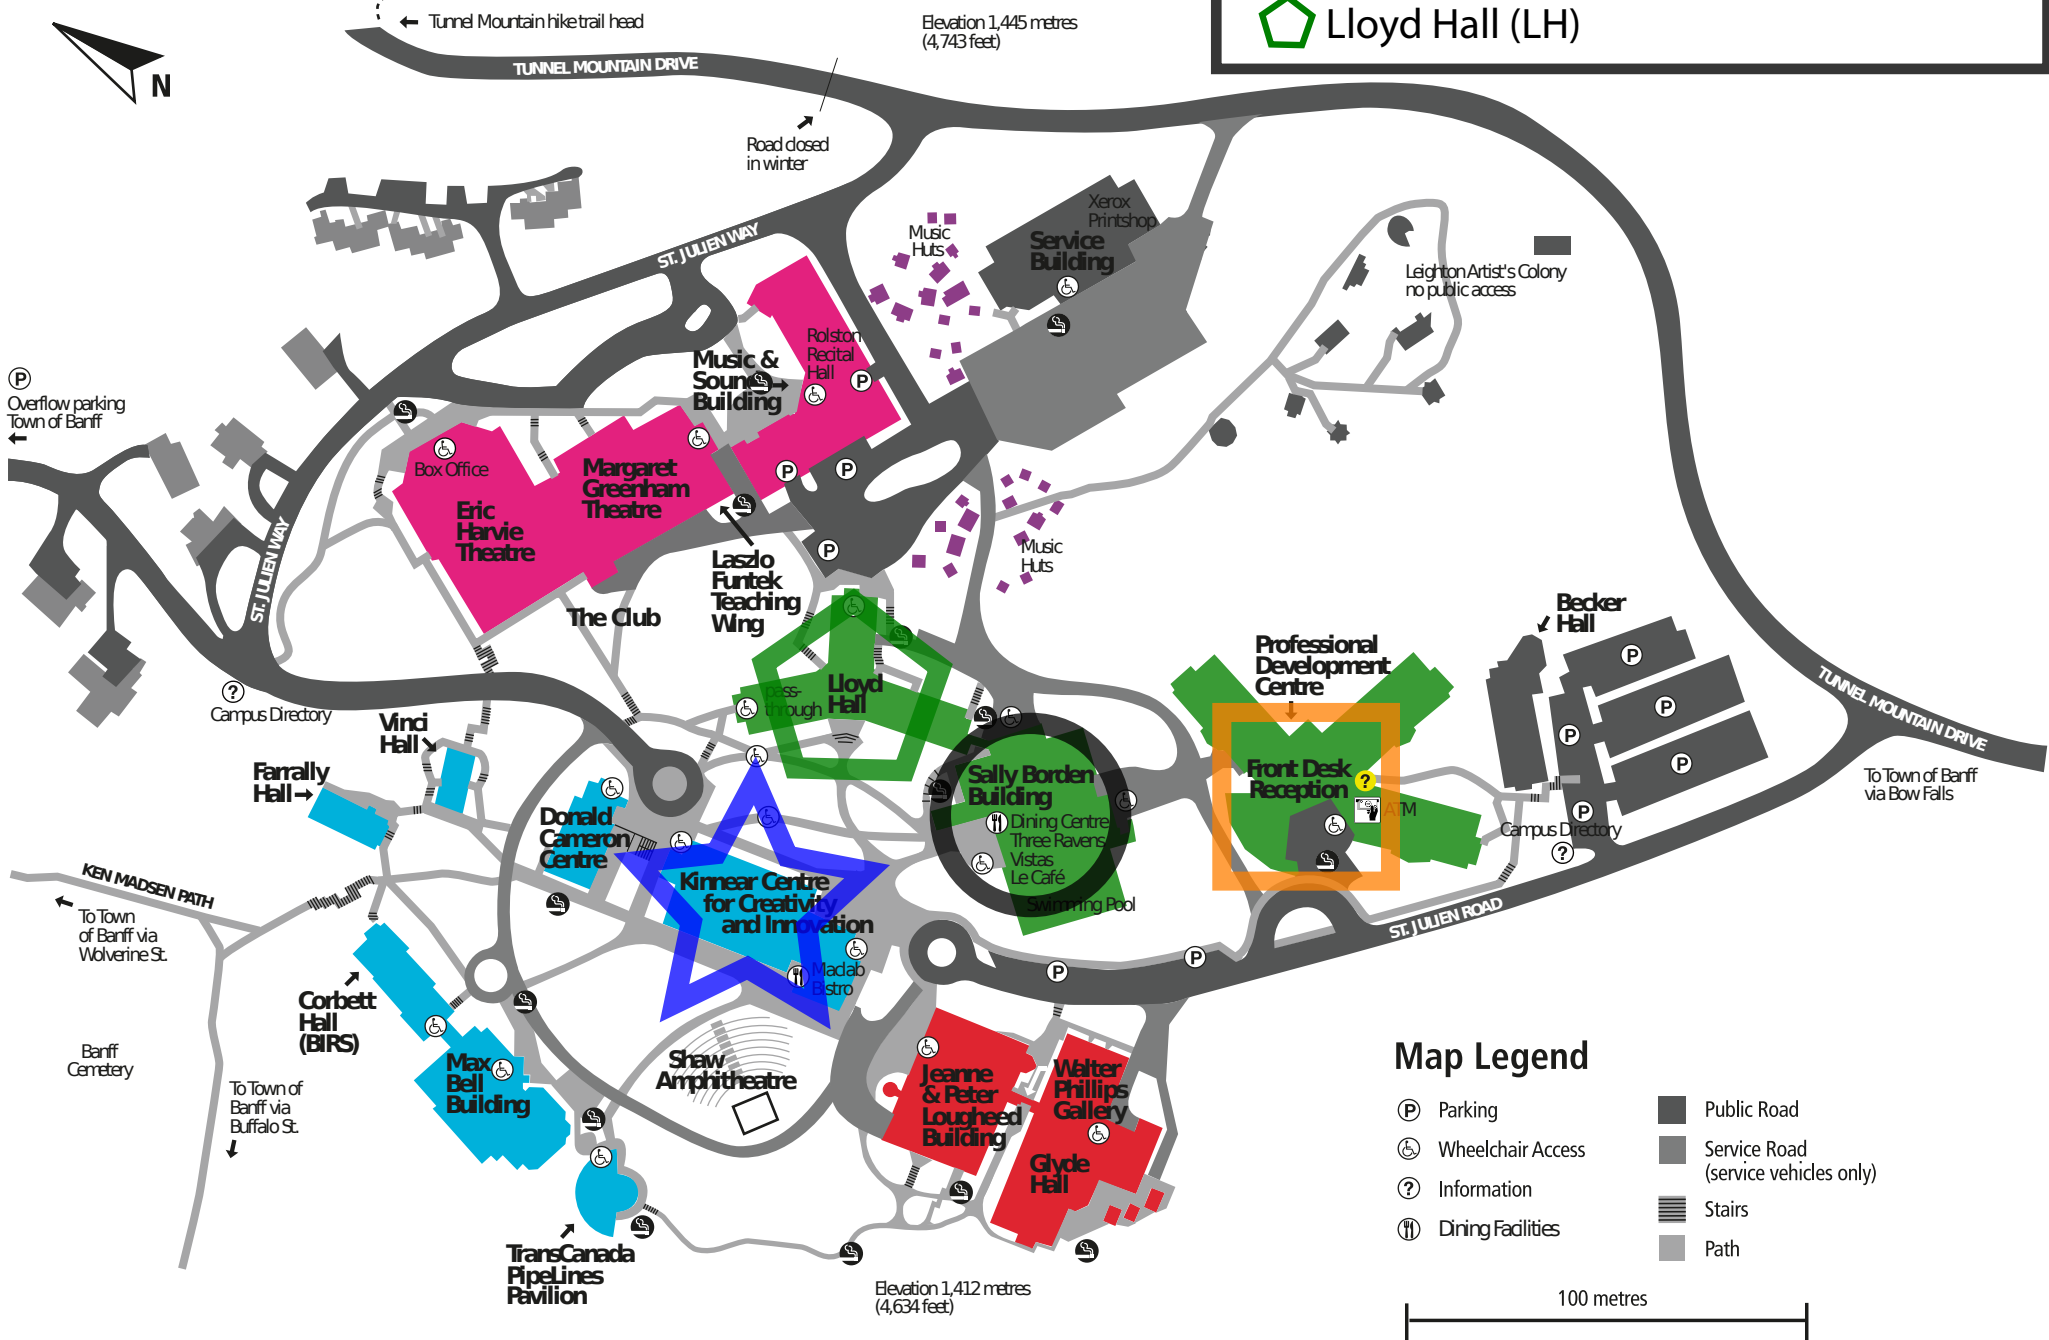 Tunnel Mountain hike trail head
Elevation 1,445 metres
(4,743 feet)
Lloyd Hall (LH)
TUNNEL MOUNTAIN DRIVE
N
Road closed
in winter
ST. JULIEN WAY
Music
Huts
Xerox
Printshop
Service
Building
Leighton Artist's Colony
no public access
Rolston
Recital
Hall
Music &
Sound
Building
P
P
Overflow parking
Town of Banff
Box Office
Margaret
Greenham
Theatre
P
P
Eric
Harvie
Theatre
ST. JULIEN WAY
P
Music
Huts
Laszlo
Funtek
Teaching
Wing
The Club
Becker
Hall
Professional
Development
Centre
P
Lloyd
Hall
pass-
through
?
Campus Directory
P
P
P
TUNNEL MOUNTAIN DRIVE
To Town of Banff
via Bow Falls
Vinci
Hall
Farrally
Hall
Sally Borden
Building
Dining Centre
Three Ravens
Vistas
Le Café
Swimming Pool
Front Desk
Reception
?
ATM
P
Campus Directory
?
Donald
Cameron
Centre
KEN MADSEN PATH
To Town
of Banff via
Wolverine St.
Kinnear Centre
for Creativity
and Innovation
Maclab
Bistro
ST. JULIEN ROAD
P
P
Corbett
Hall
(BIRS)
Banff
Cemetery
To Town of
Banff via
Buffalo St.
Max
Bell
Building
Shaw
Amphitheatre
Jeanne
& Peter
Lougheed
Building
Walter
Phillips
Gallery
Glyde
Hall
TransCanada
PipeLines
Pavilion
Elevation 1,412 metres
(4,634 feet)
Map Legend
P Parking
Wheelchair Access
? Information
Dining Facilities
Public Road
Service Road
(service vehicles only)
Stairs
Path
100 metres